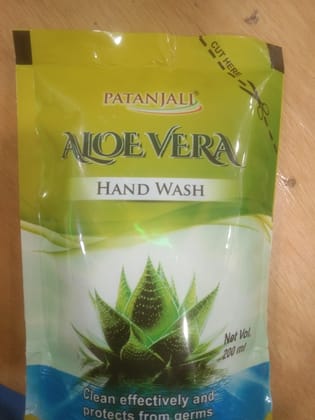 CUT HERE
PATANJALI
ALOE VERA
HAND WASH
Net Vol.
200 ml
Clean effectively and
protects from germs